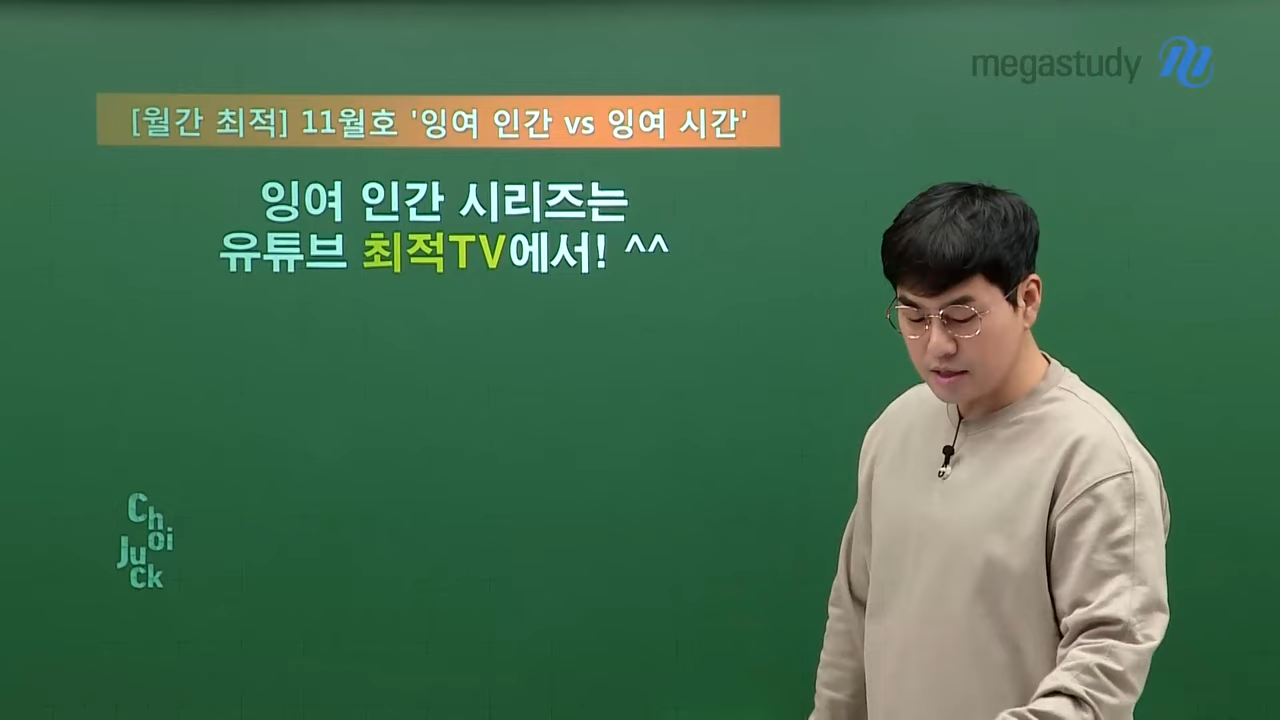 megastudy
[월간 최적] 11월호 '잉여 인간 vs 잉여 시간'
잉여 인간 시리즈는
유튜브 최적TV에서! ^^
Choi
Juck